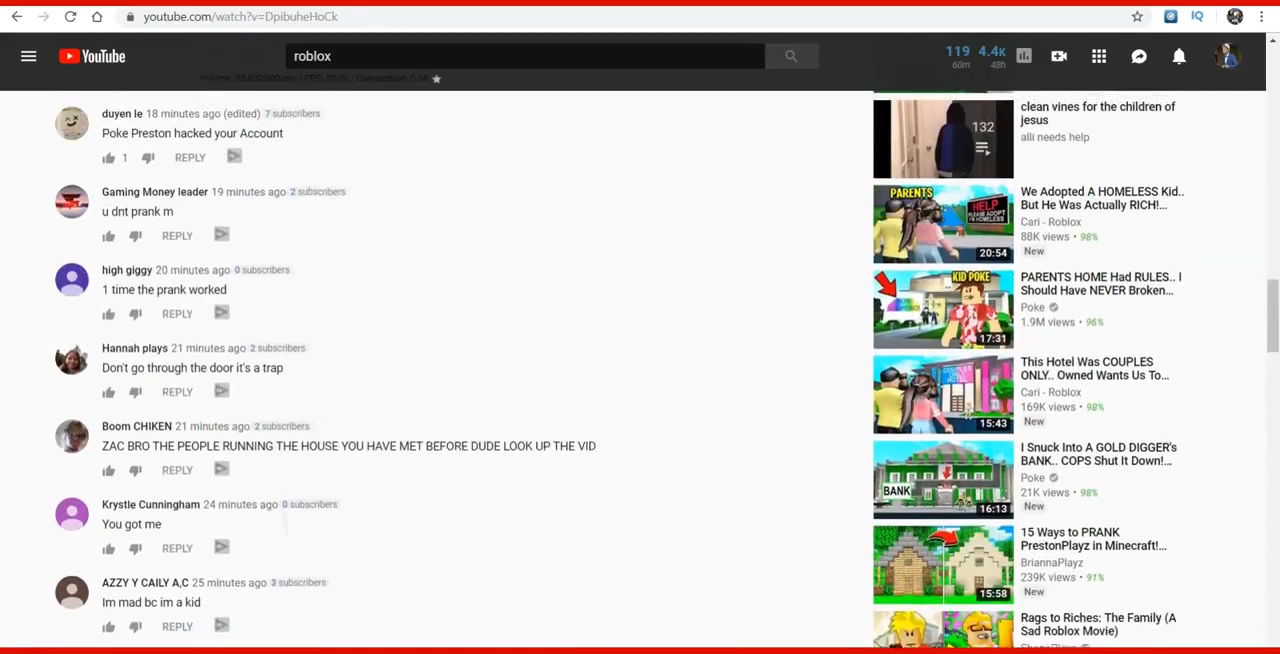 youtube.com/watch?v=DpibuheHoCk
IQ
YouTube
roblox
119 4.4K
60m 48h
duyen le 18 minutes ago (edited) 7 subscribers
Poke Preston hacked your Account
1 REPLY
Gaming Money leader 19 minutes ago 2 subscribers
u dnt prank m
REPLY
high giggy 20 minutes ago 0 subscribers
1 time the prank worked
REPLY
Hannah plays 21 minutes ago 2 subscribers
Don't go through the door it's a trap
REPLY
Boom CHIKEN 21 minutes ago 2 subscribers
ZAC BRO THE PEOPLE RUNNING THE HOUSE YOU HAVE MET BEFORE DUDE LOOK UP THE VID
REPLY
Krystle Cunningham 24 minutes ago 0 subscribers
You got me
REPLY
AZZY Y CAILY A,C 25 minutes ago 3 subscribers
Im mad bc im a kid
REPLY
132
clean vines for the children of
jesus
alli needs help
PARENTS
HELP
PLEASE ADOPT
I'M HOMELESS
20:54
We Adopted A HOMELESS Kid..
But He Was Actually RICH!...
Cari - Roblox
88K views • 98%
New
KID POKE
17:31
PARENTS HOME Had RULES.. I
Should Have NEVER Broken...
Poke
1.9M views • 96%
15:43
This Hotel Was COUPLES
ONLY.. Owned Wants Us To...
Cari - Roblox
169K views • 98%
New
BANK
16:13
I Snuck Into A GOLD DIGGER's
BANK.. COPS Shut It Down!...
Poke
21K views • 98%
New
15:58
15 Ways to PRANK
PrestonPlayz in Minecraft!...
BriannaPlayz
239K views • 91%
New
Rags to Riches: The Family (A
Sad Roblox Movie)